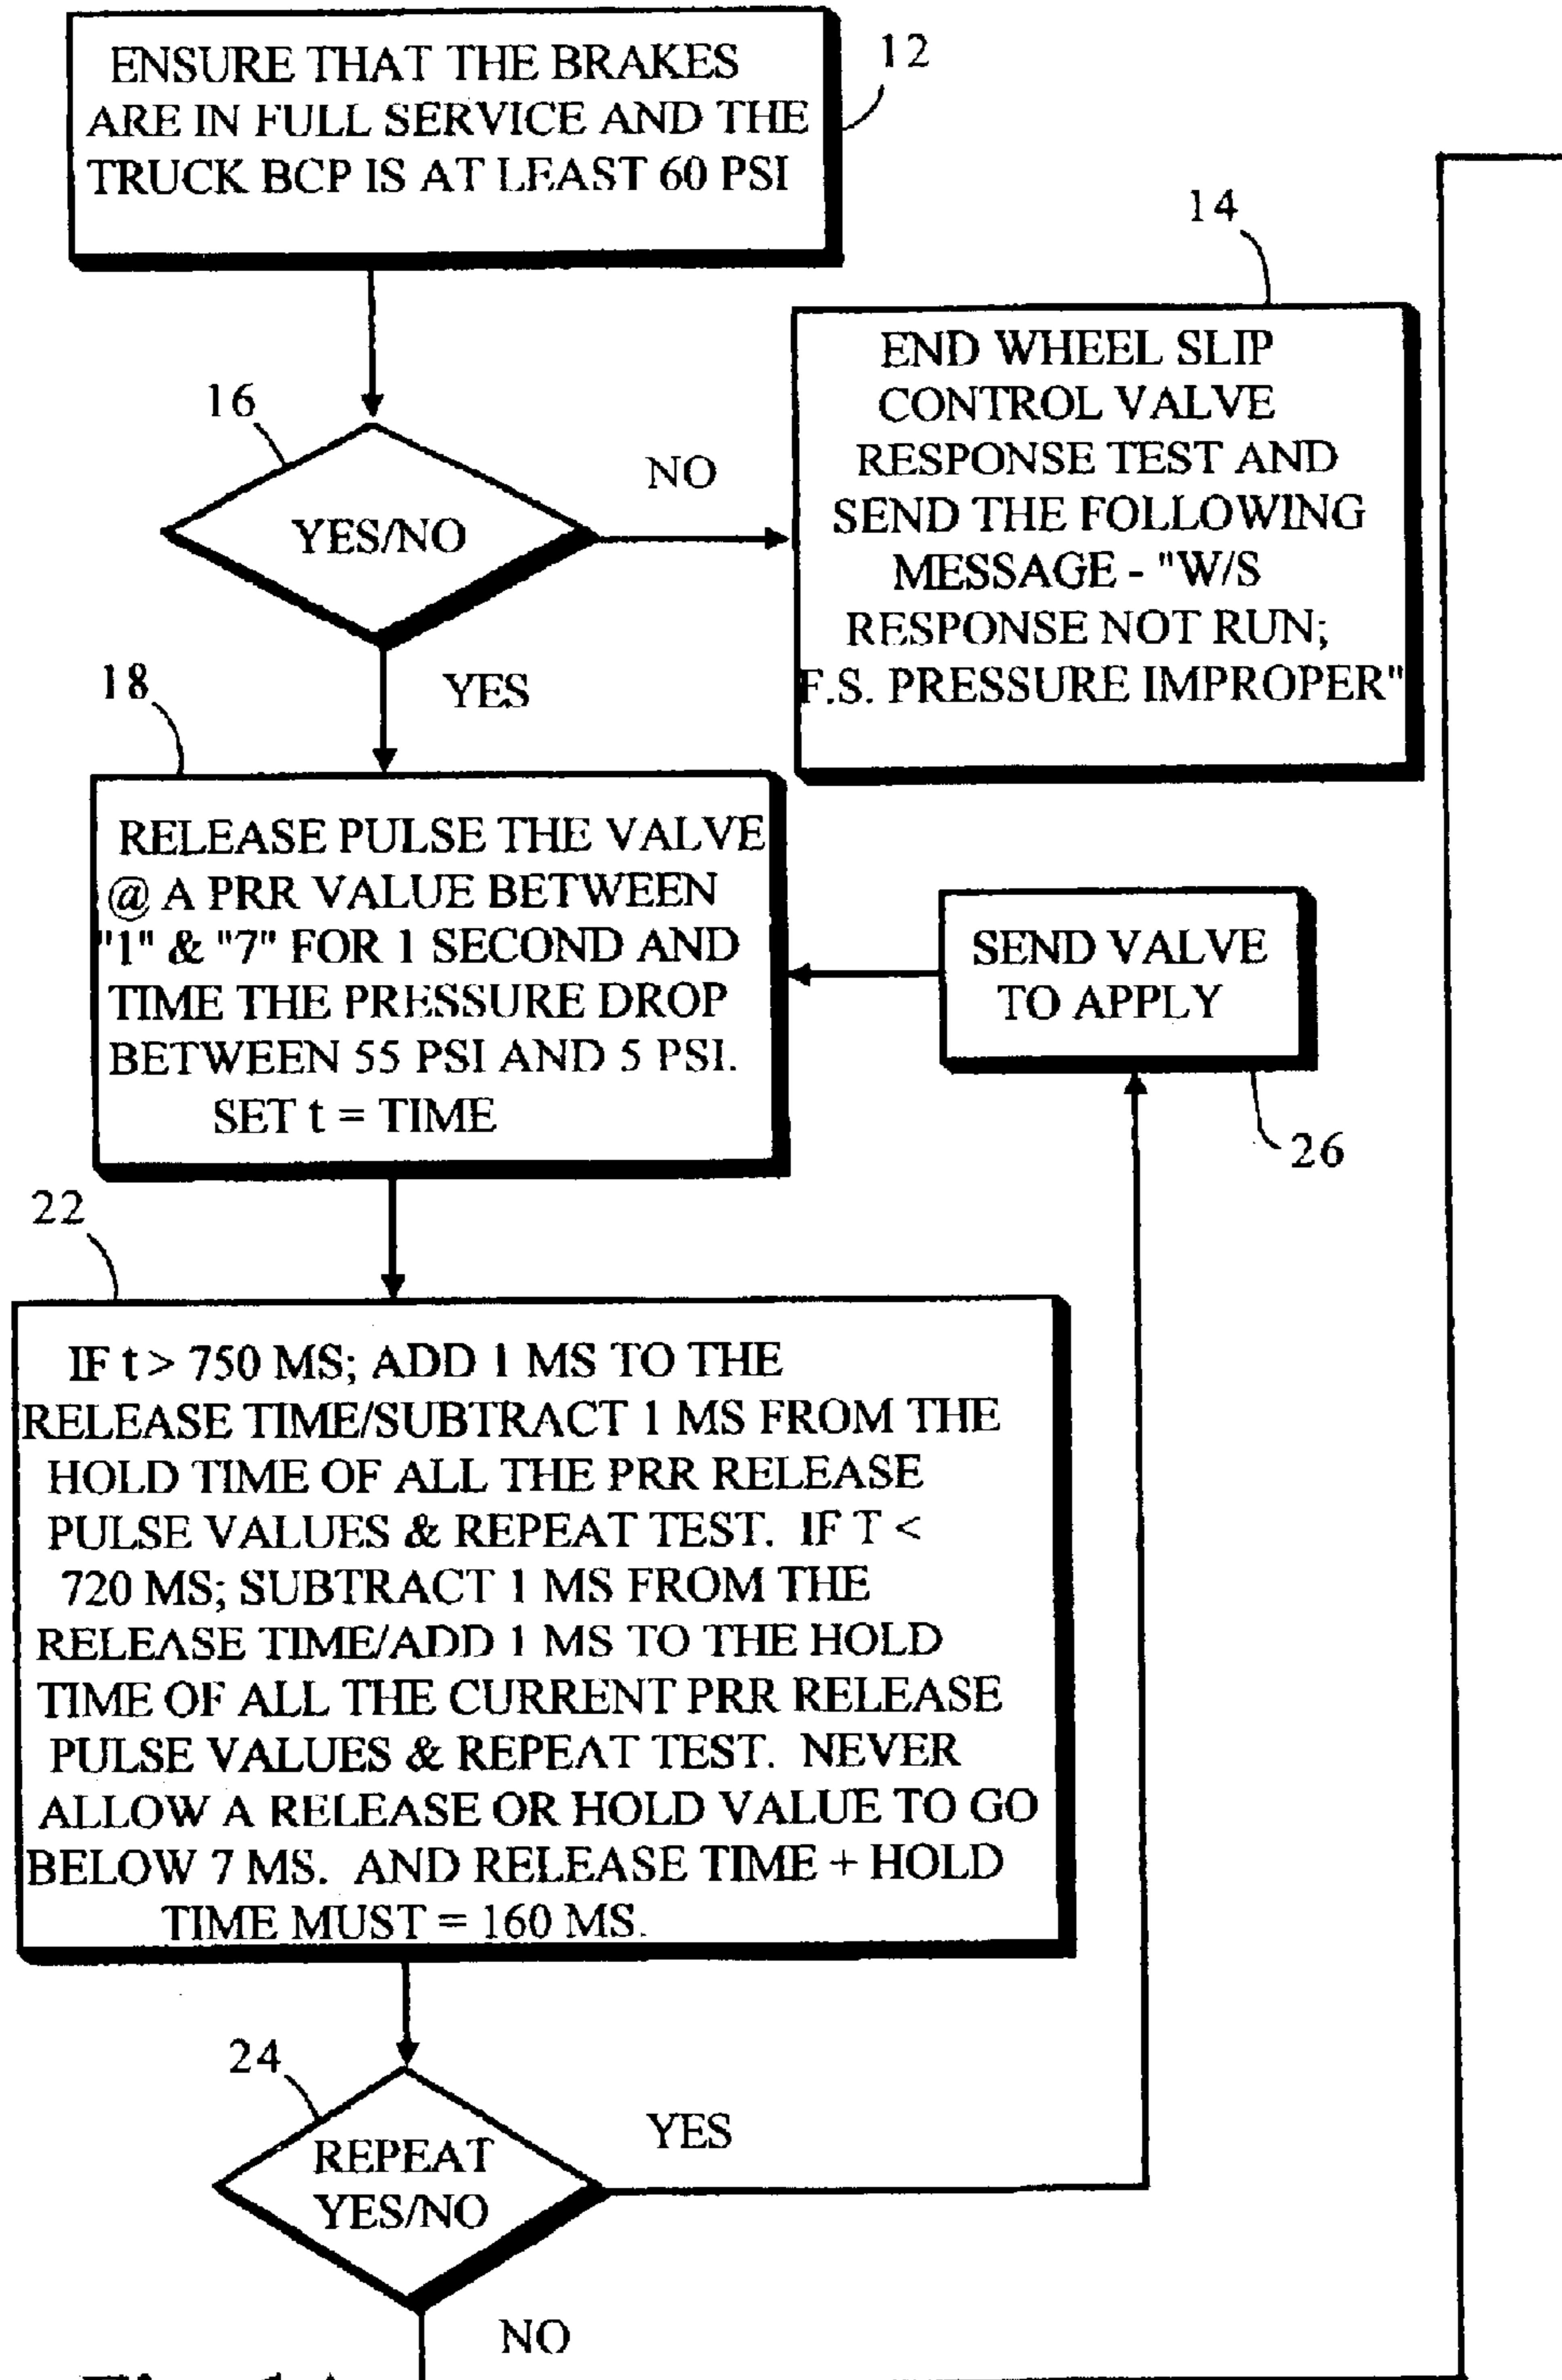 ENSURE THAT THE BRAKES
ARE IN FULL SERVICE AND THE
TRUCK BCP IS AT LEAST 60 PSI
12
14
END WHEEL SLIP
CONTROL VALVE
RESPONSE TEST AND
SEND THE FOLLOWING
MESSAGE - "W/S
RESPONSE NOT RUN;
F.S. PRESSURE IMPROPER"
16
YES/NO
NO
YES
18
RELEASE PULSE THE VALVE
@ A PRR VALUE BETWEEN
"1" & "7" FOR 1 SECOND AND
TIME THE PRESSURE DROP
BETWEEN 55 PSI AND 5 PSI.
SET t = TIME
SEND VALVE
TO APPLY
26
22
IF t > 750 MS; ADD 1 MS TO THE
RELEASE TIME/SUBTRACT 1 MS FROM THE
HOLD TIME OF ALL THE PRR RELEASE
PULSE VALUES & REPEAT TEST. IF T <
720 MS; SUBTRACT 1 MS FROM THE
RELEASE TIME/ADD 1 MS TO THE HOLD
TIME OF ALL THE CURRENT PRR RELEASE
PULSE VALUES & REPEAT TEST. NEVER
ALLOW A RELEASE OR HOLD VALUE TO GO
BELOW 7 MS. AND RELEASE TIME + HOLD
TIME MUST = 160 MS.
24
REPEAT
YES/NO
YES
NO